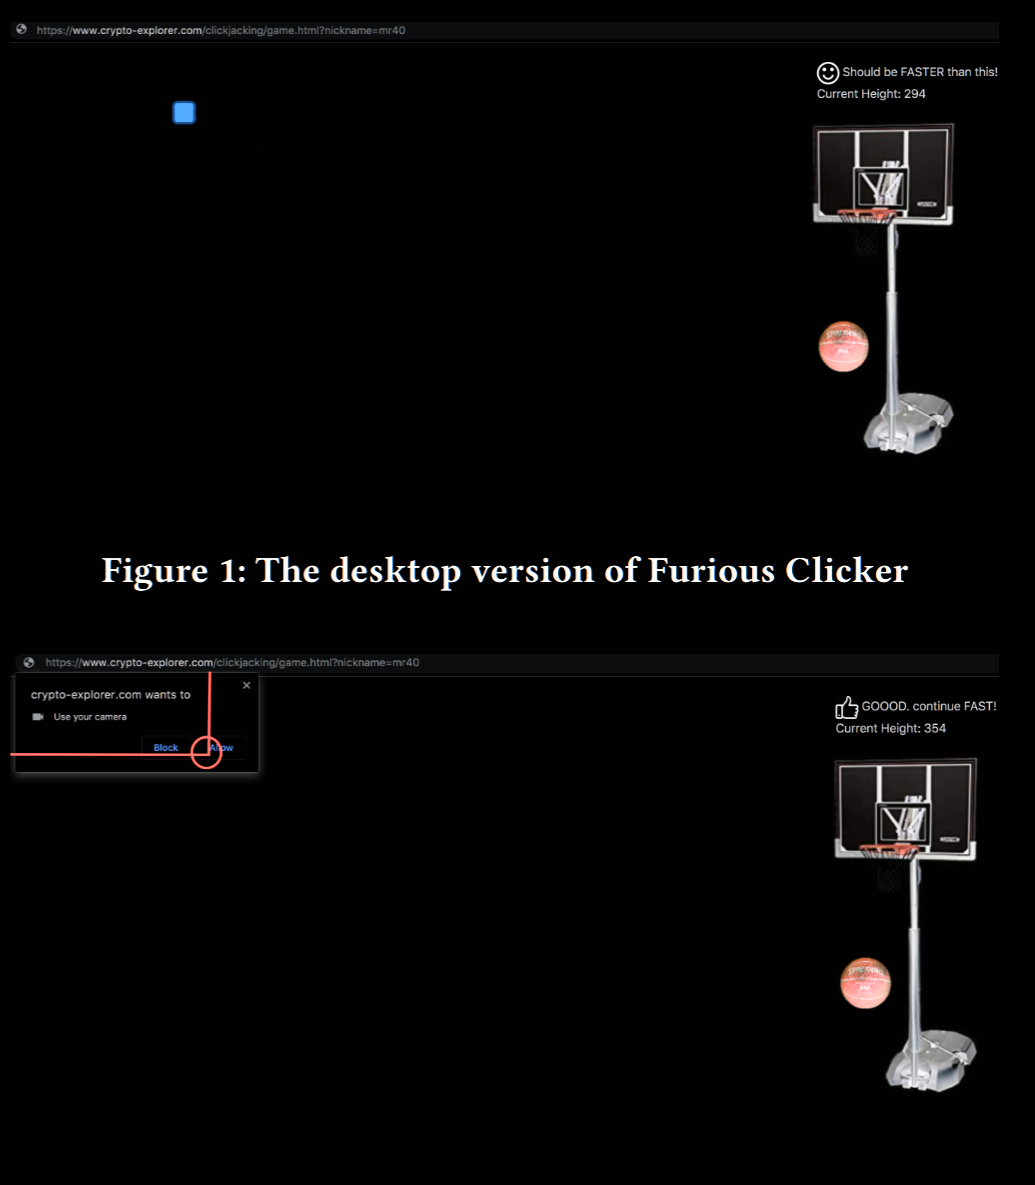 https://www.crypto-explorer.com/clickjacking/game.html?nickname=mr40
Should be FASTER than this!
Current Height: 294
SPALDING
Figure 1: The desktop version of Furious Clicker
https://www.crypto-explorer.com/clickjacking/game.html?nickname=mr40
crypto-explorer.com wants to
Use your camera
Block Allow
GOOOD. continue FAST!
Current Height: 354
SPALDING